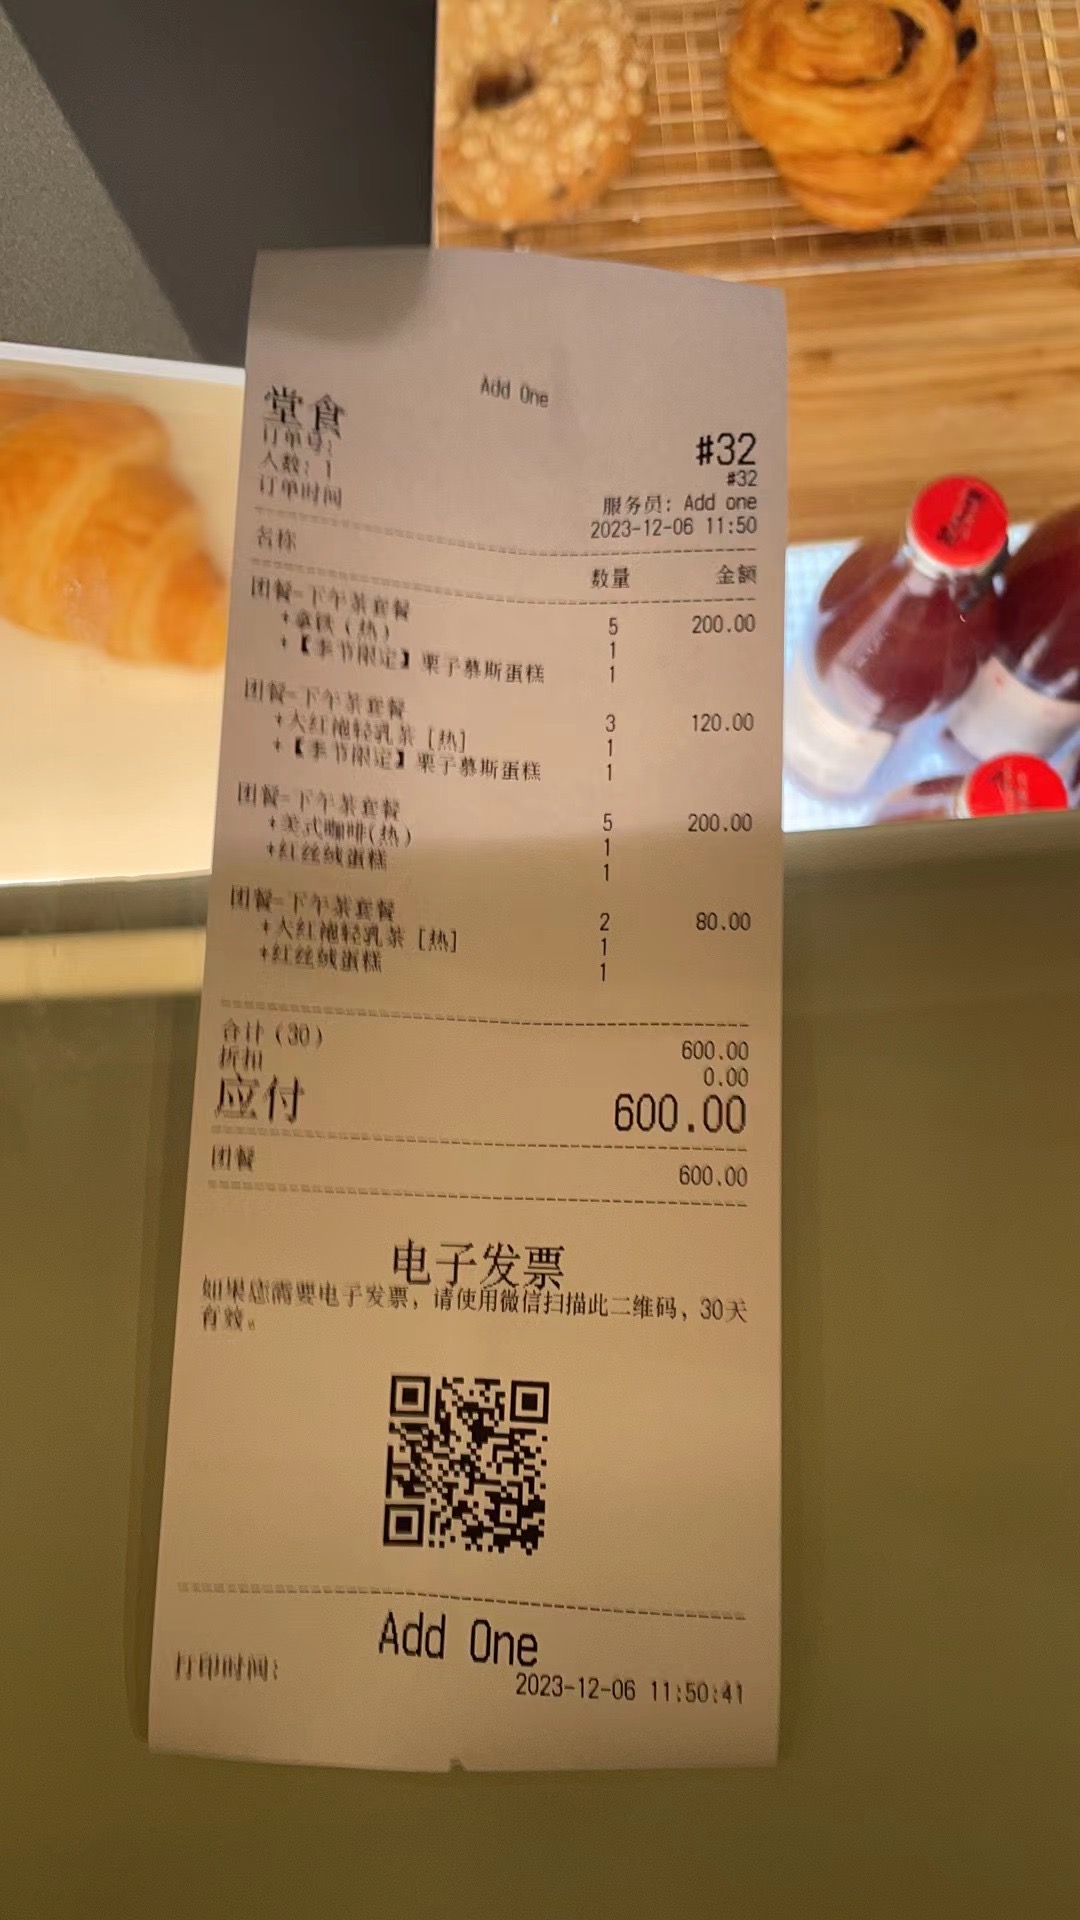 Add One
堂食
订单号: #32
#32
人数: 1 服务员: Add one
订单时间 2023-12-06 11:50
名称 数量 金额
团餐-下午茶套餐 5 200.00
+拿铁(热) 1
+【季节限定】栗子慕斯蛋糕 1
团餐-下午茶套餐 3 120.00
+大红袍轻乳茶[热] 1
+【季节限定】栗子慕斯蛋糕 1
团餐-下午茶套餐 5 200.00
+美式咖啡(热) 1
+红丝绒蛋糕 1
团餐-下午茶套餐 2 80.00
+大红袍轻乳茶[热] 1
+红丝绒蛋糕 1
合计(30) 600.00
折扣 0.00
应付 600.00
团餐 600.00
电子发票
如果您需要电子发票，请使用微信扫描此二维码，30天
有效。
Add One
打印时间: 2023-12-06 11:50:41